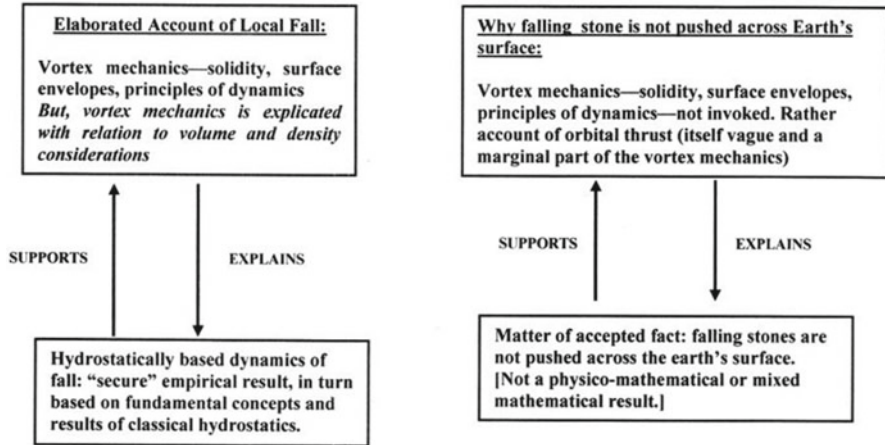 Elaborated Account of Local Fall:
Vortex mechanics—solidity, surface
envelopes, principles of dynamics
But, vortex mechanics is explicated
with relation to volume and density
considerations
SUPPORTS
EXPLAINS
Hydrostatically based dynamics of
fall: “secure” empirical result, in turn
based on fundamental concepts and
results of classical hydrostatics.
Why falling stone is not pushed across Earth’s
surface:
Vortex mechanics—solidity, surface envelopes,
principles of dynamics—not invoked. Rather
account of orbital thrust (itself vague and a
marginal part of the vortex mechanics)
SUPPORTS
EXPLAINS
Matter of accepted fact: falling stones are
not pushed across the earth’s surface.
[Not a physico-mathematical or mixed
mathematical result.]